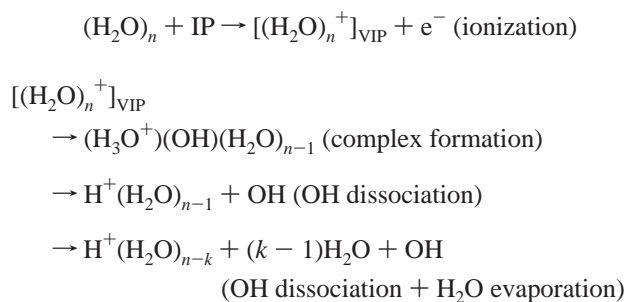 (H₂O)ₙ + IP → [(H₂O)ₙ⁺]VIP + e⁻ (ionization)
[(H₂O)ₙ⁺]VIP
→ (H₃O⁺)(OH)(H₂O)ₙ₋₁ (complex formation)
→ H⁺(H₂O)ₙ₋₁ + OH (OH dissociation)
→ H⁺(H₂O)ₙ₋ₖ + (k − 1)H₂O + OH
(OH dissociation + H₂O evaporation)